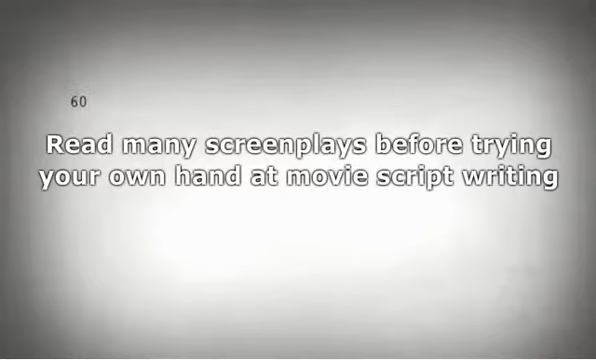 60
Read many screenplays before trying
your own hand at movie script writing